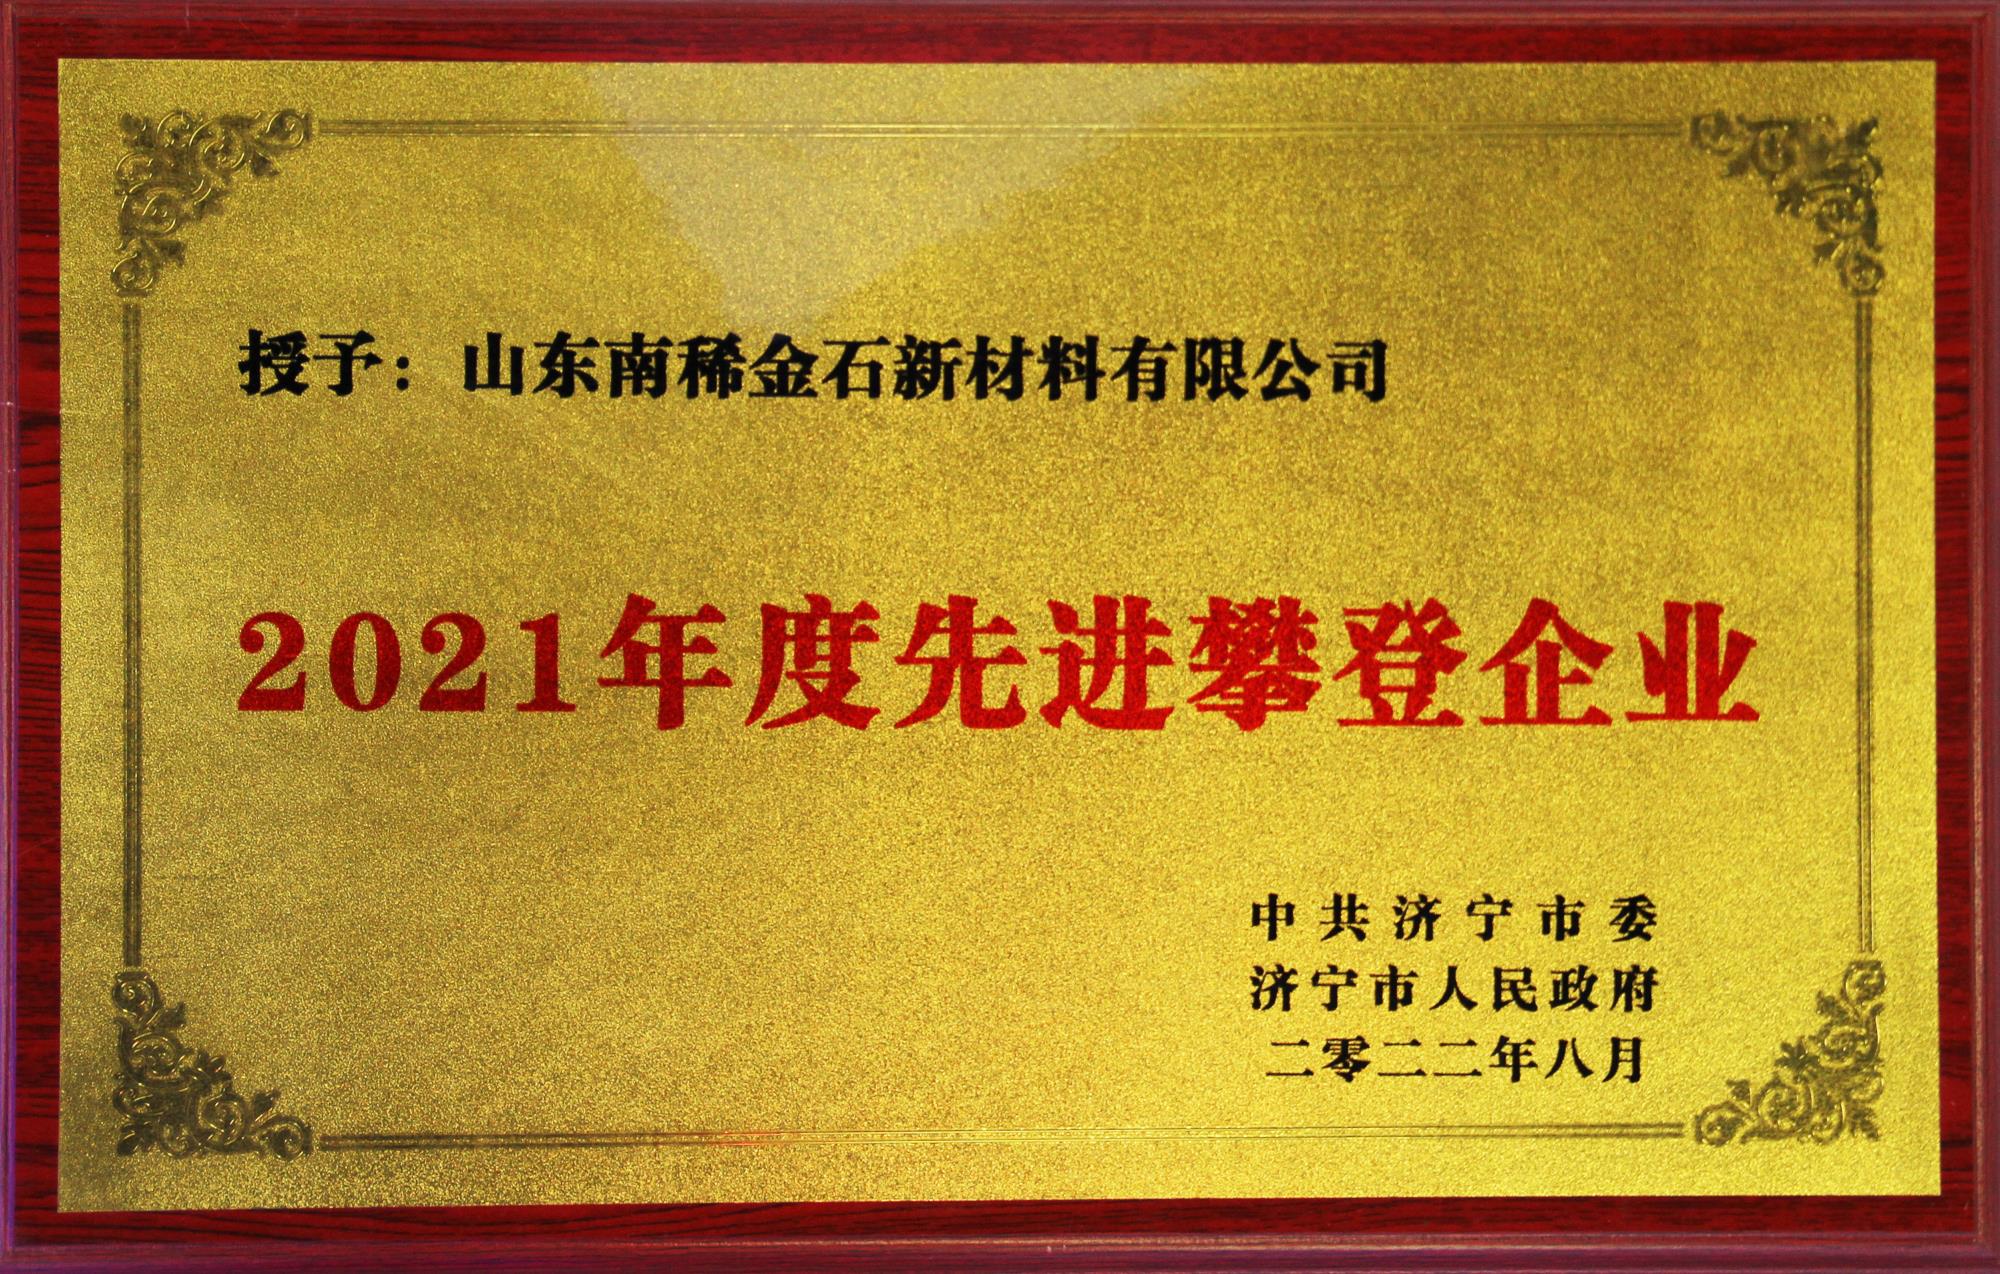 授予：山东南稀金石新材料有限公司
2021年度先进攀登企业
中共济宁市委
济宁市人民政府
二零二二年八月